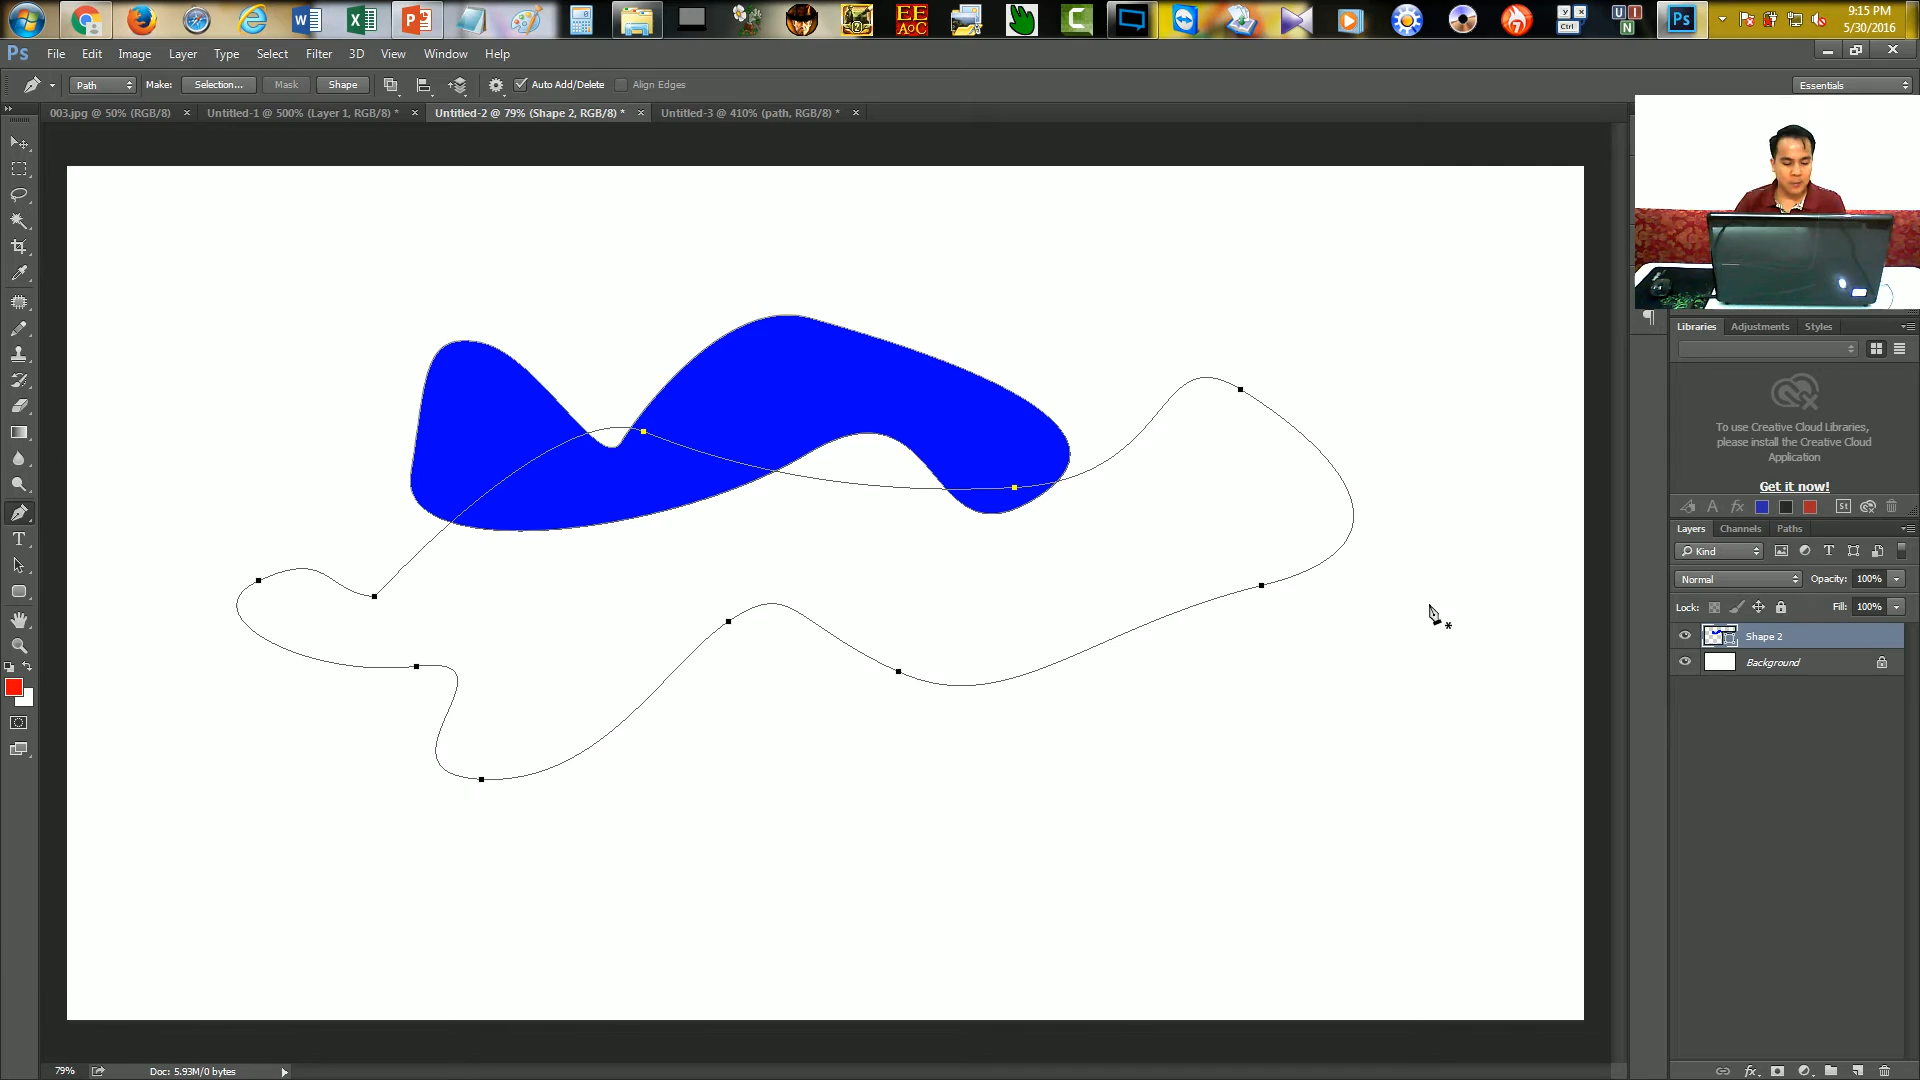 9:15 PM
5/30/2016
Ps File Edit Image Layer Type Select Filter 3D View Window Help
Path Make: Selection... Mask Shape Auto Add/Delete Align Edges Essentials
003.jpg @ 50% (RGB/8) × Untitled-1 @ 500% (Layer 1, RGB/8) * × Untitled-2 @ 79% (Shape 2, RGB/8) * × Untitled-3 @ 410% (path, RGB/8) * ×
Libraries Adjustments Styles
To use Creative Cloud Libraries,
please install the Creative Cloud
Application
Get it now!
Layers Channels Paths
Kind
Normal Opacity: 100%
Lock: Fill: 100%
Shape 2
Background
79% Doc: 5.93M/0 bytes